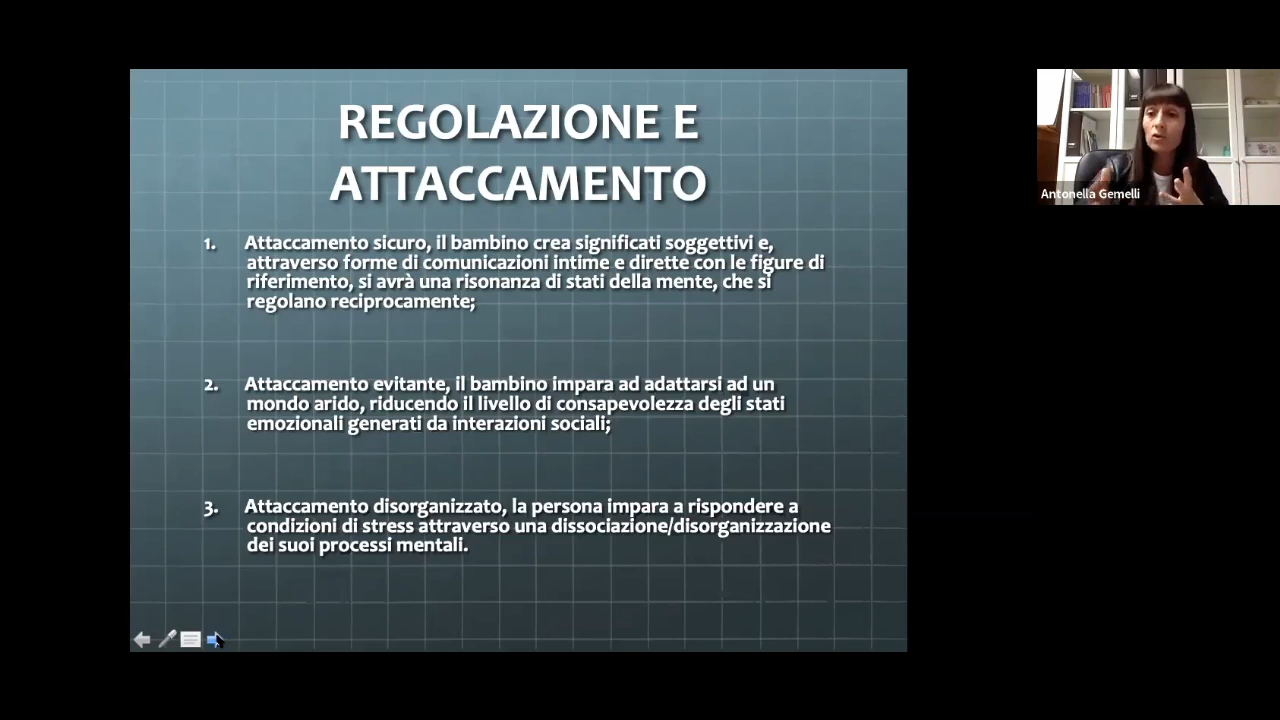 REGOLAZIONE E
ATTACCAMENTO
1. Attaccamento sicuro, il bambino crea significati soggettivi e,
attraverso forme di comunicazioni intime e dirette con le figure di
riferimento, si avrà una risonanza di stati della mente, che si
regolano reciprocamente;
2. Attaccamento evitante, il bambino impara ad adattarsi ad un
mondo arido, riducendo il livello di consapevolezza degli stati
emozionali generati da interazioni sociali;
3. Attaccamento disorganizzato, la persona impara a rispondere a
condizioni di stress attraverso una dissociazione/disorganizzazione
dei suoi processi mentali.
Antonella Gemelli